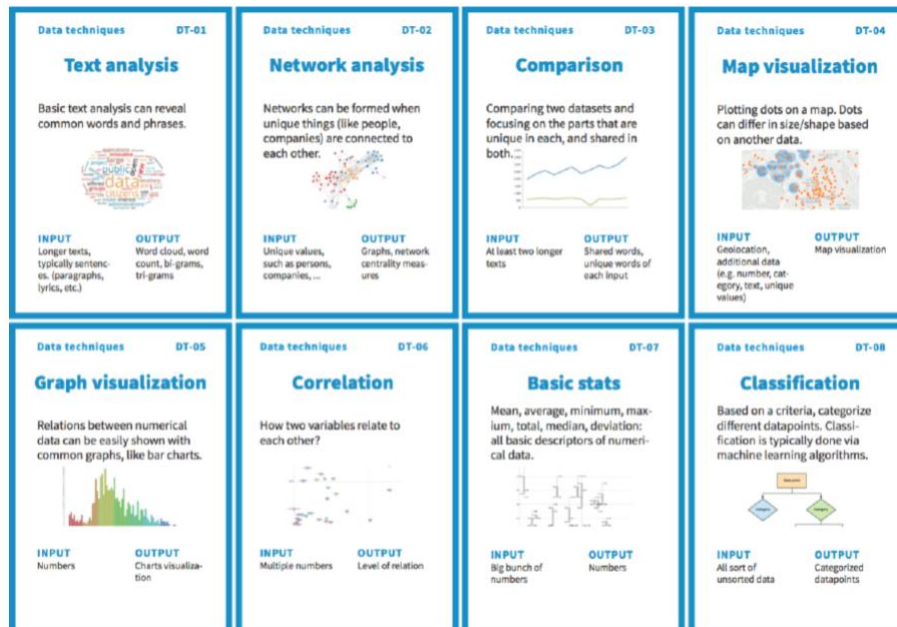 Data techniques DT-01
Text analysis
Basic text analysis can reveal
common words and phrases.
public
data
citizens
large
INPUT
Longer texts,
typically sentenc-
es. (paragraphs,
lyrics, etc.)
OUTPUT
Word cloud, word
count, bi-grams,
tri-grams
Data techniques DT-02
Network analysis
Networks can be formed when
unique things (like people,
companies) are connected to
each other.
INPUT
Unique values,
such as persons,
companies, ...
OUTPUT
Graphs, network
centrality meas-
ures
Data techniques DT-03
Comparison
Comparing two datasets and
focusing on the parts that are
unique in each, and shared in
both.
INPUT
At least two longer
texts
OUTPUT
Shared words,
unique words of
each input
Data techniques DT-04
Map visualization
Plotting dots on a map. Dots
can differ in size/shape based
on another data.
INPUT
Geolocation,
additional data
(e.g. number, cat-
egory, text, unique
values)
OUTPUT
Map visualization
Data techniques DT-05
Graph visualization
Relations between numerical
data can be easily shown with
common graphs, like bar charts.
INPUT
Numbers
OUTPUT
Charts visualiza-
tion
Data techniques DT-06
Correlation
How two variables relate to
each other?
INPUT
Multiple numbers
OUTPUT
Level of relation
Data techniques DT-07
Basic stats
Mean, average, minimum, max-
ium, total, median, deviation:
all basic descriptors of numeri-
cal data.
INPUT
Big bunch of
numbers
OUTPUT
Numbers
Data techniques DT-08
Classification
Based on a criteria, categorize
different datapoints. Classi-
fication is typically done via
machine learning algorithms.
INPUT
All sort of
unsorted data
OUTPUT
Categorized
datapoints